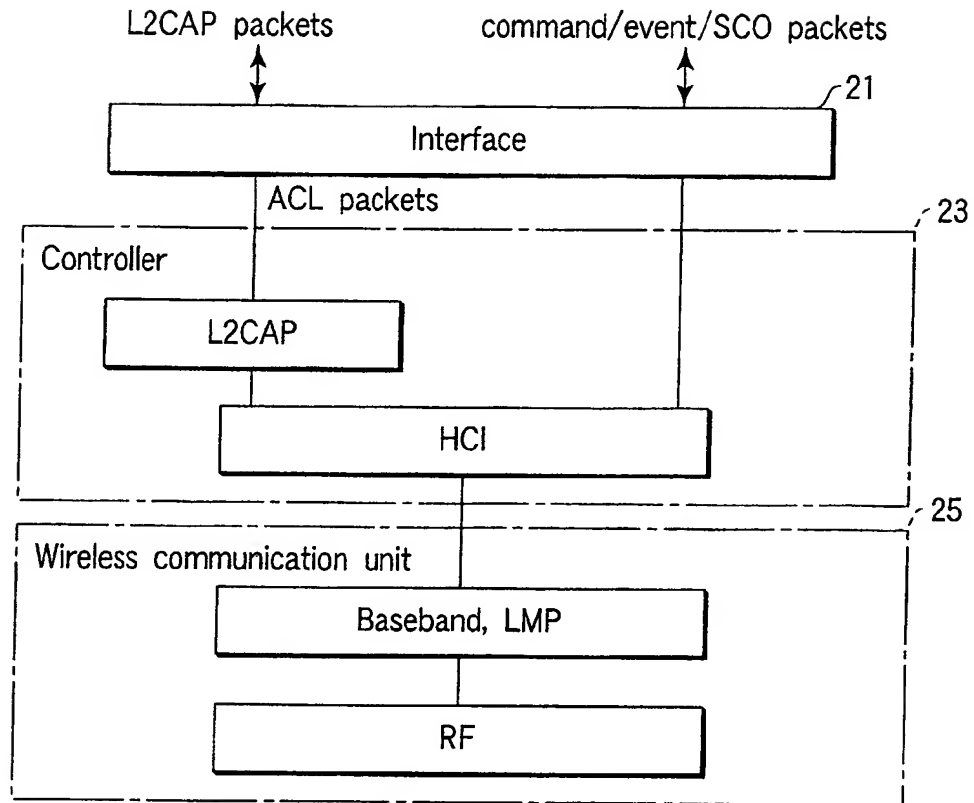 L2CAP packets
command/event/SCO packets
21
Interface
ACL packets
23
Controller
L2CAP
HCI
25
Wireless communication unit
Baseband, LMP
RF